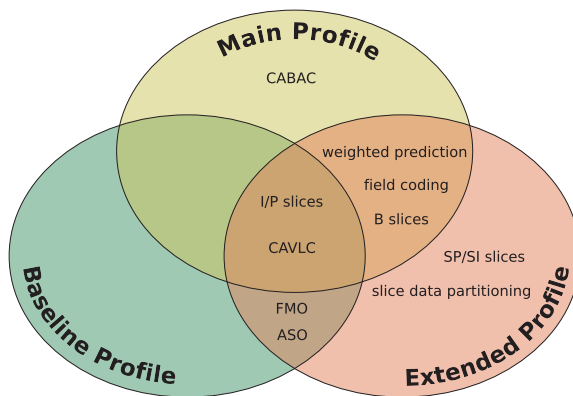 Main Profile
CABAC
weighted prediction
field coding
I/P slices
B slices
CAVLC
SP/SI slices
slice data partitioning
FMO
ASO
Baseline Profile
Extended Profile